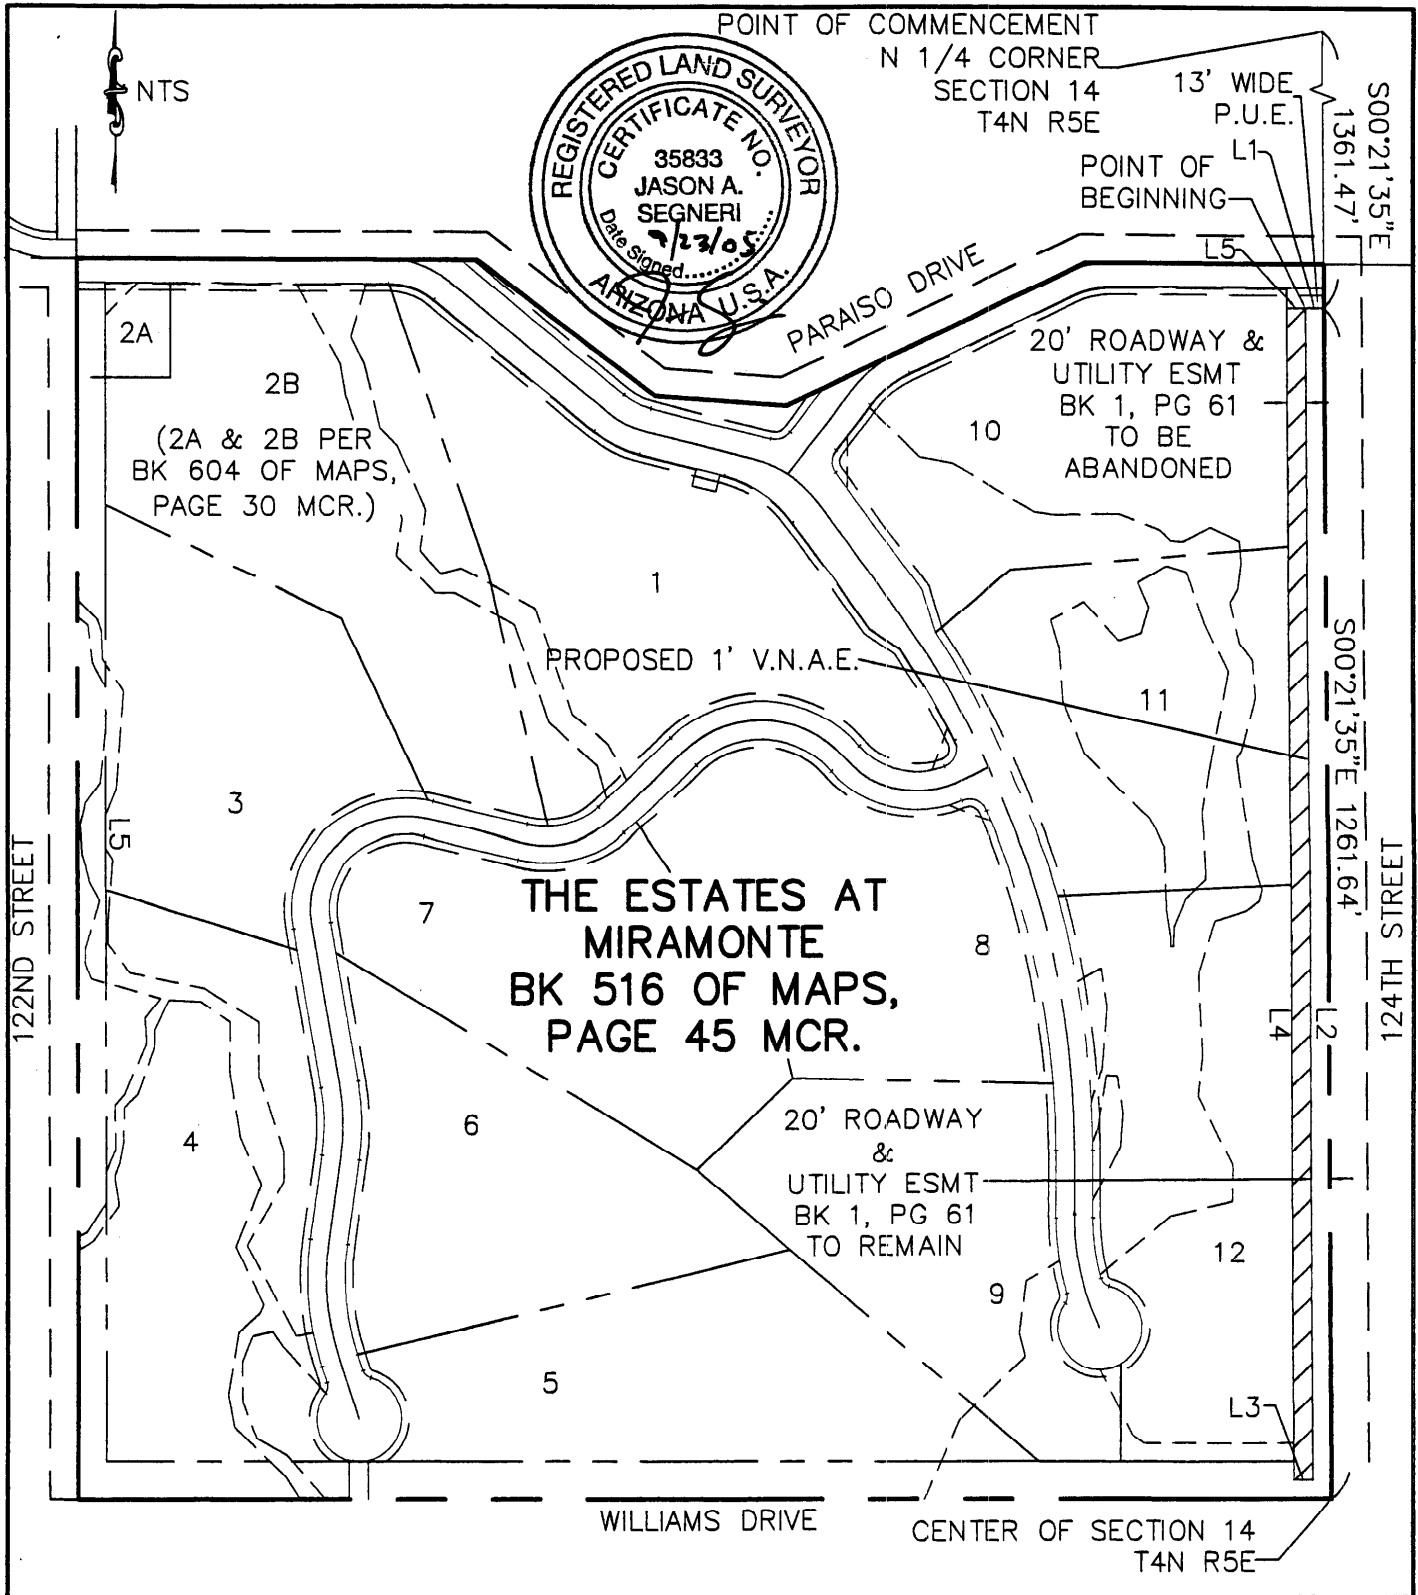 POINT OF COMMENCEMENT
N 1/4 CORNER
SECTION 14
T4N R5E
NTS
REGISTERED LAND SURVEYOR
CERTIFICATE NO.
35833
JASON A.
SEGNERI
Date Signed
9/23/05
ARIZONA U.S.A.
13' WIDE
P.U.E.
L1
POINT OF
BEGINNING
L5
S00°21'35"E
1361.47'
PARAISO DRIVE
2A
2B
(2A & 2B PER
BK 604 OF MAPS,
PAGE 30 MCR.)
20' ROADWAY &
UTILITY ESMT
BK 1, PG 61
TO BE
ABANDONED
10
1
PROPOSED 1' V.N.A.E.
11
S00°21'35"E 1261.64'
3
L5
122ND STREET
7
THE ESTATES AT
MIRAMONTE
BK 516 OF MAPS,
PAGE 45 MCR.
8
L4
L2
124TH STREET
4
6
20' ROADWAY
&
UTILITY ESMT
BK 1, PG 61
TO REMAIN
12
9
5
L3
WILLIAMS DRIVE
CENTER OF SECTION 14
T4N R5E